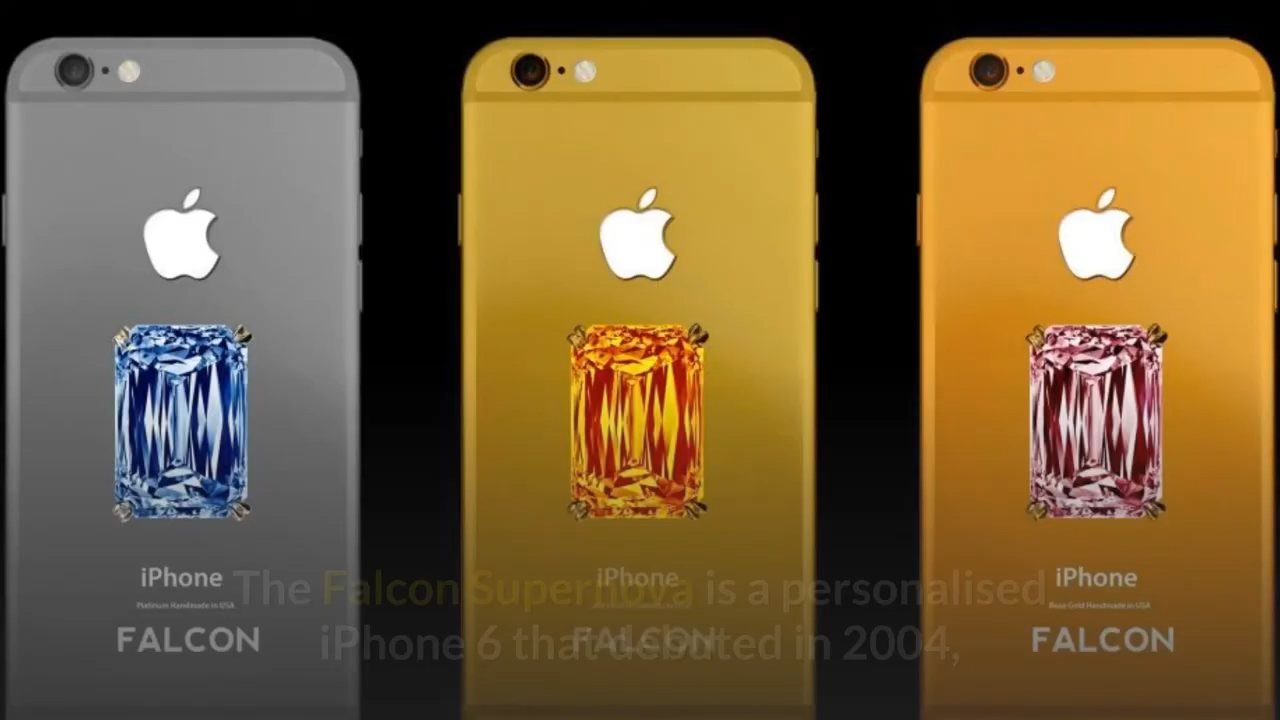 iPhone
Platinum Handmade in USA
FALCON
iPhone
FALCON
iPhone
Rose Gold Handmade in USA
FALCON
The Falcon Supernova is a personalised
iPhone 6 that debuted in 2004,